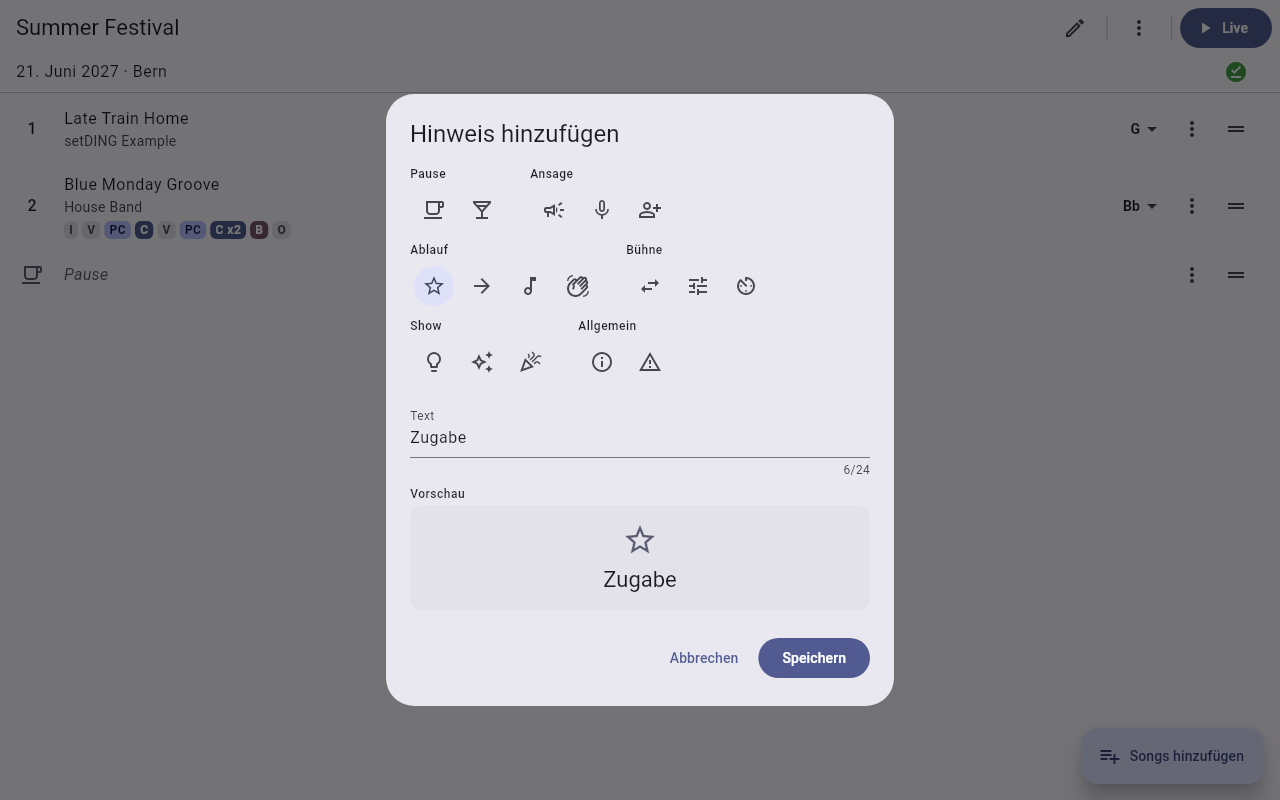 Summer Festival
Live
21. Juni 2027 · Bern
1
Late Train Home
setDING Example
G
2
Blue Monday Groove
House Band
I V PC C V PC C x2 B O
Bb
Pause
Hinweis hinzufügen
Pause Ansage
Ablauf Bühne
Show Allgemein
Text
Zugabe
6/24
Vorschau
Zugabe
Abbrechen Speichern
Songs hinzufügen